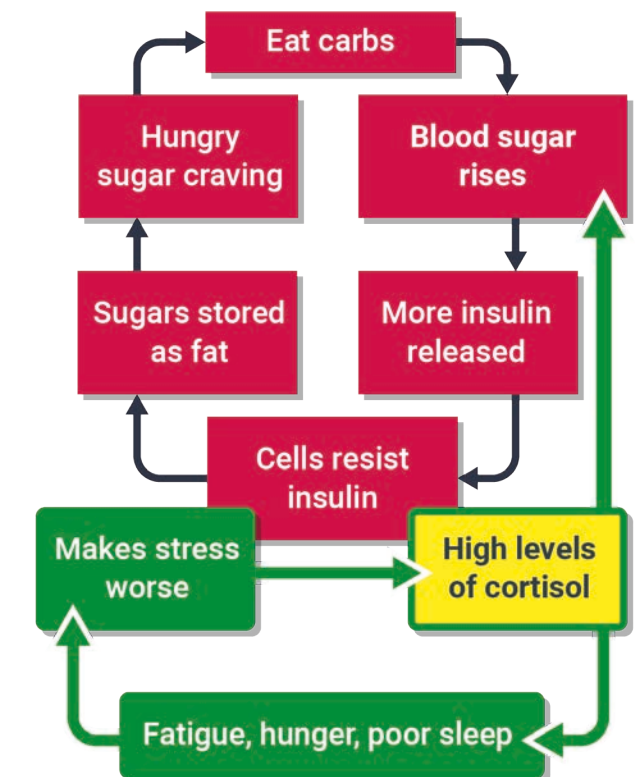 Eat carbs
Hungry
sugar craving
Blood sugar
rises
Sugars stored
as fat
More insulin
released
Cells resist
insulin
Makes stress
worse
High levels
of cortisol
Fatigue, hunger, poor sleep